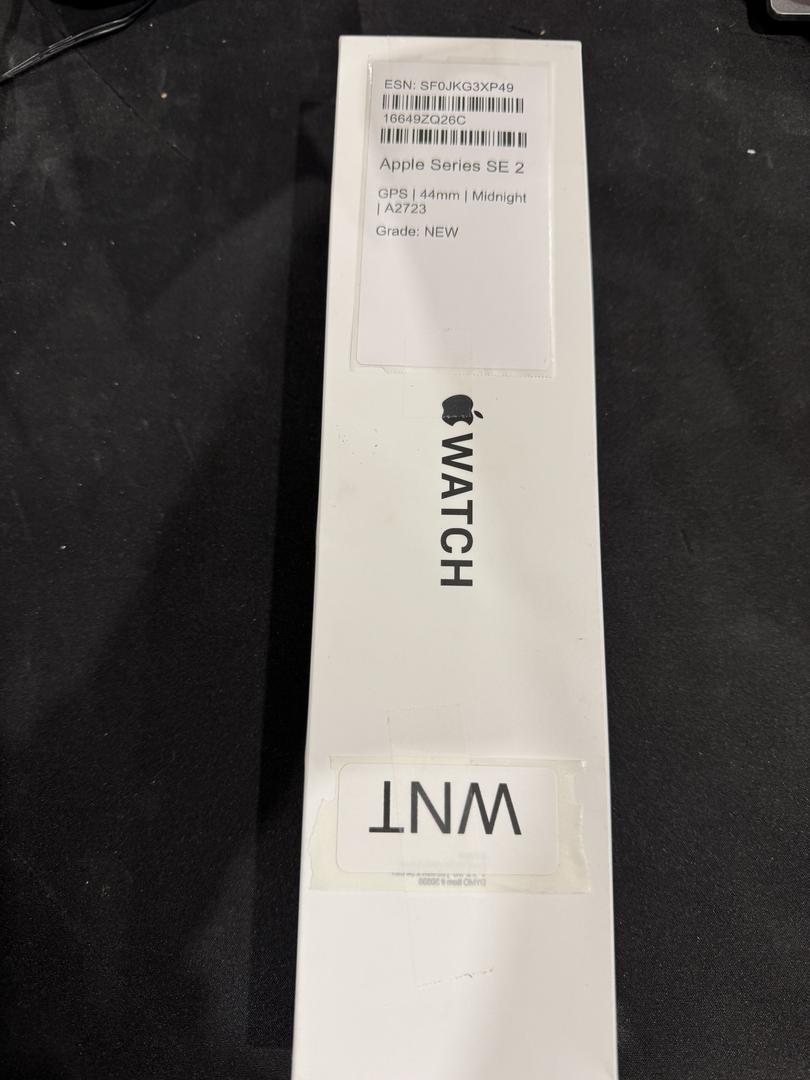 ESN: SF0JKG3XP49
16649ZQ26C
Apple Series SE 2
GPS | 44mm | Midnight
| A2723
Grade: NEW
WATCH
WNT